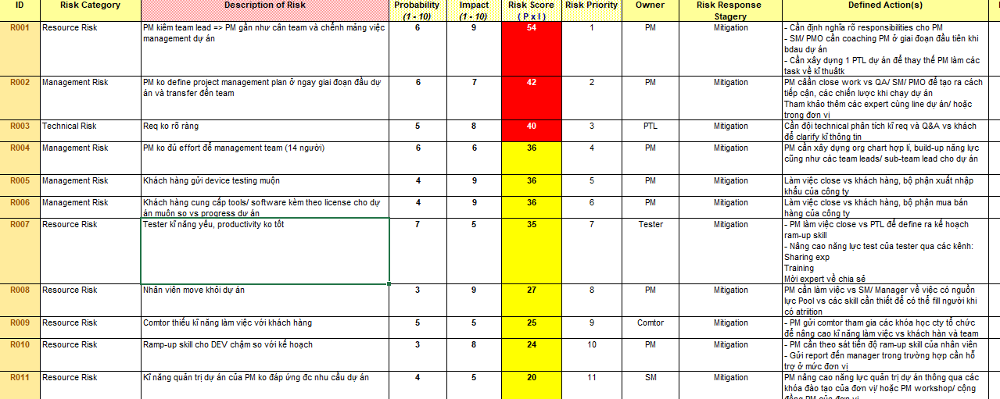 ID Risk Category Description of Risk Probability Impact Risk Score Risk Priority Owner Risk Response Defined Action(s)
(1 - 10) (1 - 10) ( P x I ) Stagery
R001 Resource Risk PM kiêm team lead => PM gần như cân team và chểnh mảng việc 6 9 54 1 PM Mitigation - Cần định nghĩa rõ responsibilities cho PM
management dự án - SM/ PMO cần coaching PM ở giai đoạn đầu tiên khi
bdau dự án
- Cần xây dựng 1 PTL dự án để thay thế PM làm các
task về kĩ thuâtk
R002 Management Risk PM ko define project management plan ở ngay giai đoạn đầu dự 6 7 42 2 PM Mitigation PM cầần close work vs QA/ SM/ PMO để tạo ra cách
án và transfer đến team tiếp cận, các chiến lược khi chạy dự án
Tham khảo thêm các expert cùng line dự án/ hoặc
trong đơn vị
R003 Technical Risk Req ko rõ ràng 5 8 40 3 PTL Mitigation Cần đội technical phân tích kĩ req và Q&A vs khách
để clarify kĩ thông tin
R004 Management Risk PM ko đủ effort để management team (14 người) 6 6 36 4 PM Mitigation PM cần xây dựng org chart hợp lí, build-up năng lực
cũng như các team leads/ sub-team lead cho dự án
R005 Management Risk Khách hàng gửi device testing muộn 4 9 36 5 PM Mitigation Làm việc close vs khách hàng, bộ phận xuất nhập
khẩu của công ty
R006 Management Risk Khách hàng cung cấp tools/ software kèm theo license cho dự 4 9 36 6 PM Mitigation Làm việc close vs khách hàng, bộ phận mua bán
án muộn so vs progress dự án hàng của công ty
R007 Resource Risk Tester kĩ năng yếu, productivity ko tốt 7 5 35 7 Tester Mitigation - PM làm việc close vs PTL để define ra kế hoạch
ram-up skill
- Nâng cao năng lực test của tester qua các kênh:
Sharing exp
Training
Mời expert về chia sẻ
R008 Resource Risk Nhân viên move khỏi dự án 3 9 27 8 PM Mitigation PM cần làm việc vs SM/ Manager về việc có nguồn
lực Pool vs các skill cần thiết để có thể fill người khi
có atriition
R009 Resource Risk Comtor thiếu kĩ năng làm việc với khách hàng 5 5 25 9 Comtor Mitigation - PM gửi comtor tham gia các khóa học cty tổ chức
để nâng cao kĩ năng làm việc vs khách hàn và team
R010 Resource Risk Ramp-up skill cho DEV chậm so với kế hoạch 3 8 24 10 PM Mitigation - PM cần theo sát tiến độ ram-up skill của nhân viên
- Gửi report đến manager trong trường hợp cần hỗ
trợ ở mức đơn vị
R011 Resource Risk Kĩ năng quản trị dự án của PM ko đáp ứng đc nhu cầu dự án 4 5 20 11 SM Mitigation PM nâng cao năng lực quản trị dự án thông qua các
khóa đào tạo của đơn vị/ hoặc PM workshop/ cộng
đồng PM của đơn vị